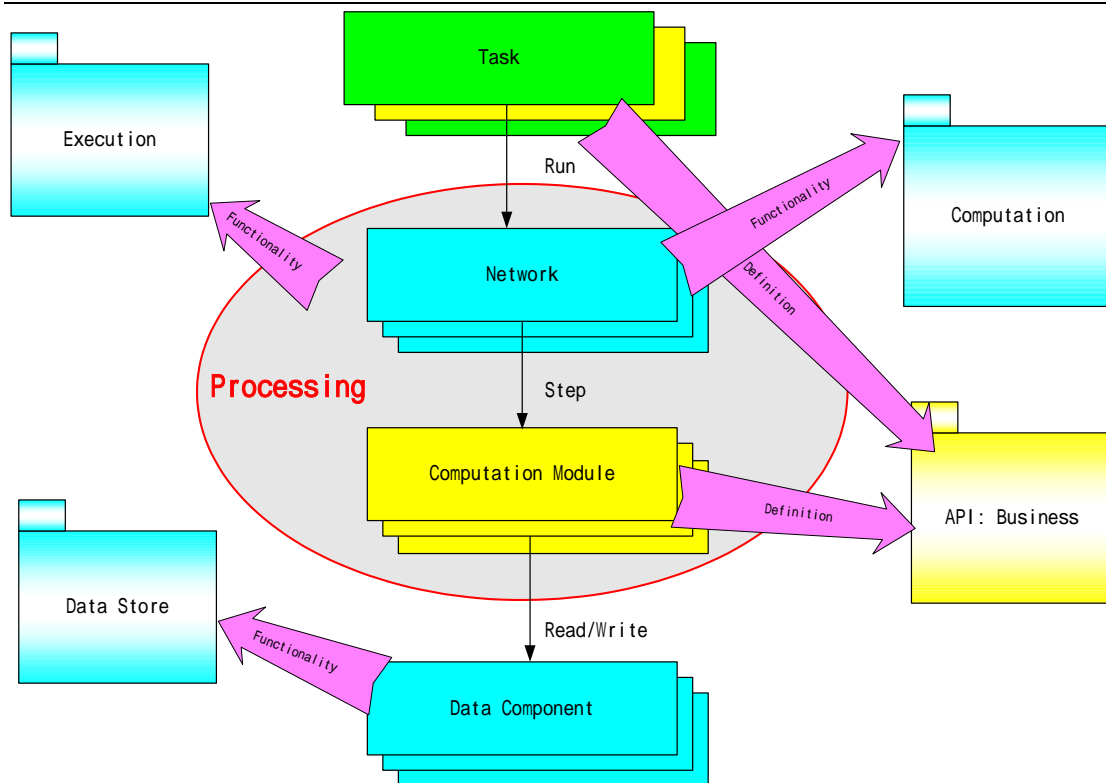 Task
Execution
Run
Functionality
Computation
Functionality
Network
Definition
Processing
Step
Computation Module
Definition
API: Business
Data Store
Read/Write
Functionality
Data Component